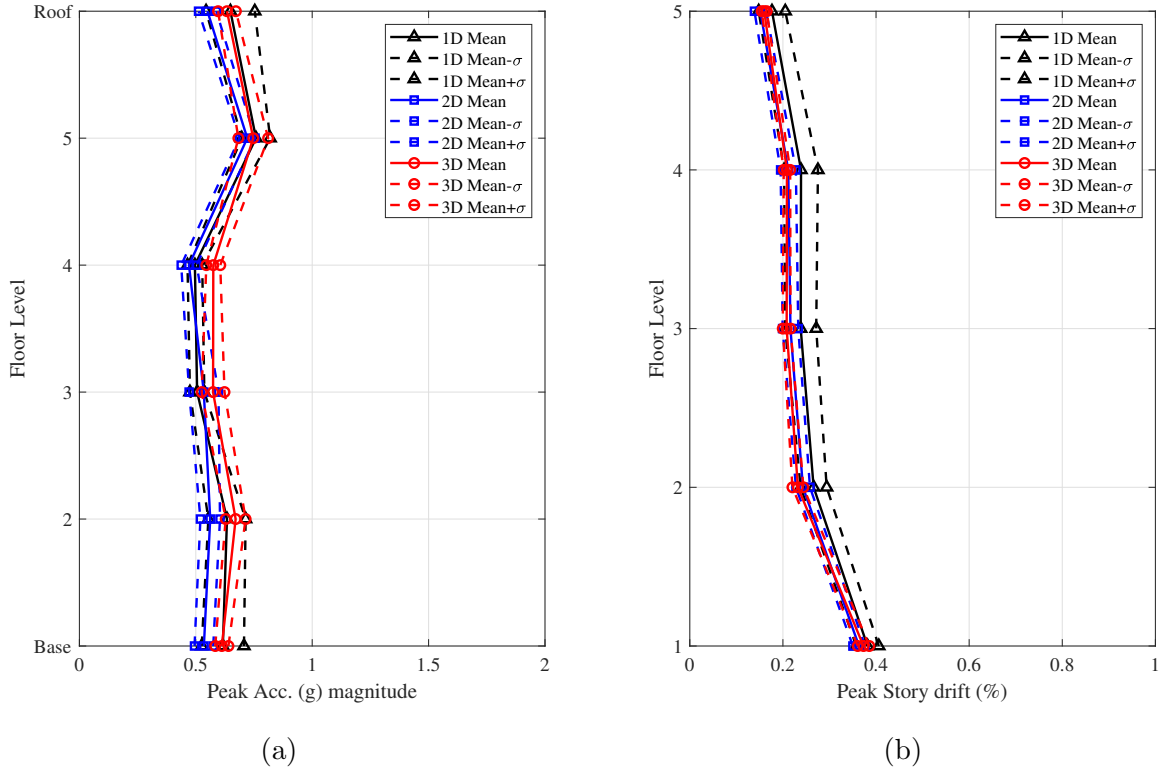 Roof
5
4
3
2
Base
0
0.5
1
1.5
2
Floor Level
Peak Acc. (g) magnitude
1D Mean
1D Mean-σ
1D Mean+σ
2D Mean
2D Mean-σ
2D Mean+σ
3D Mean
3D Mean-σ
3D Mean+σ
(a)
5
4
3
2
1
0
0.2
0.4
0.6
0.8
1
Floor Level
Peak Story drift (%)
1D Mean
1D Mean-σ
1D Mean+σ
2D Mean
2D Mean-σ
2D Mean+σ
3D Mean
3D Mean-σ
3D Mean+σ
(b)